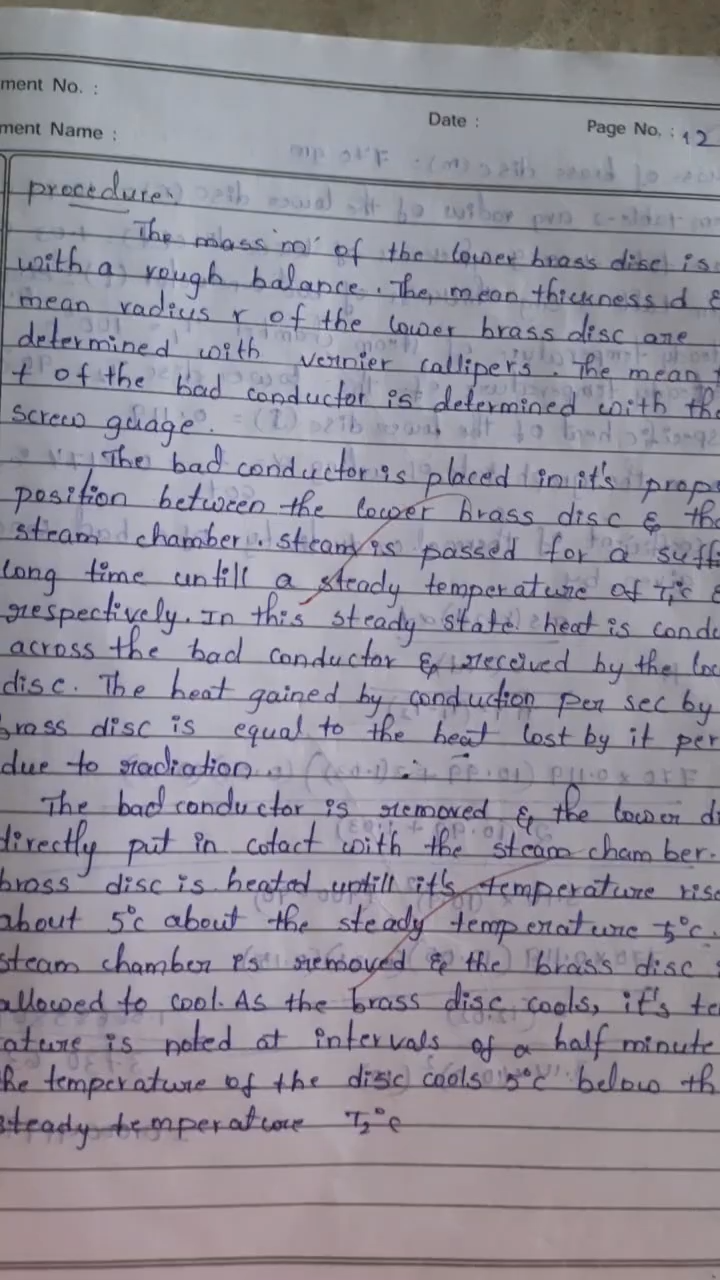 ment No. :
Date :
Page No. : 12
ment Name :
procedure:
The mass 'm' of the lower brass disc is
with a rough balance. The mean thickness d &
mean radius r of the lower brass disc are
determined with vernier callipers. The mean
t of the bad conductor is determined with the
screw guage.
The bad conductor is placed in it's prop
position between the lower brass disc & the
steam chamber. steam is passed for a suff
long time untill a steady temperature of T₁°c &
respectively. In this steady state heat is condu
across the bad conductor & received by the low
disc. The heat gained by conduction per sec by
brass disc is equal to the heat lost by it per
due to radiation.
The bad conductor is removed & the lower di
directly put in cotact with the steam chamber.
brass disc is heated untill it's temperature rise
about 5°c about the steady temperature °c.
steam chamber is removed & the brass disc
allowed to cool. As the brass disc cools, it's te
ature is noted at intervals of a half minute
he temperature of the disc cools 5°c below th
steady temperature T₂°c